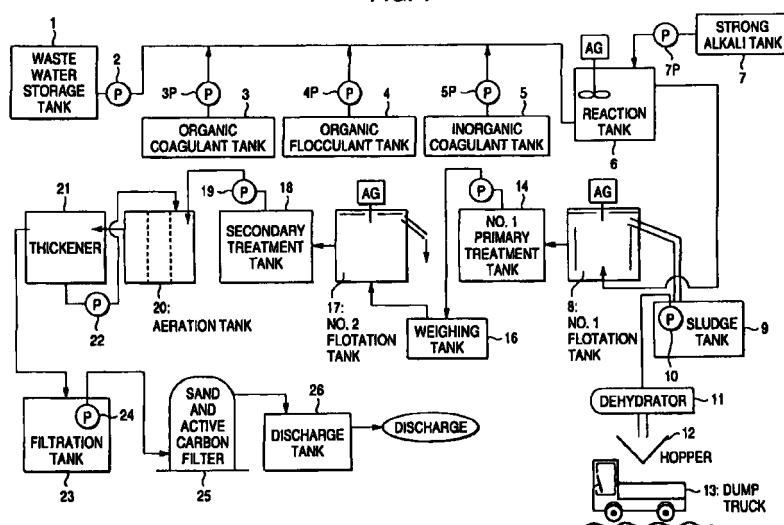 1
WASTE
WATER
STORAGE
TANK
2
P
3P
P
3
ORGANIC
COAGULANT TANK
4P
P
4
ORGANIC
FLOCCULANT TANK
5P
P
5
INORGANIC
COAGULANT TANK
AG
REACTION
TANK
6
P
7P
STRONG
ALKALI TANK
7
21
THICKENER
P
22
20:
AERATION TANK
19
P
18
SECONDARY
TREATMENT
TANK
AG
17:
NO. 2
FLOTATION
TANK
P
14
NO. 1
PRIMARY
TREATMENT
TANK
WEIGHING
TANK
16
AG
8: NO. 1
FLOTATION
TANK
P
SLUDGE
TANK
9
10
DEHYDRATOR
11
12
HOPPER
13: DUMP
TRUCK
P
24
FILTRATION
TANK
23
SAND
AND
ACTIVE
CARBON
FILTER
25
26
DISCHARGE
TANK
DISCHARGE